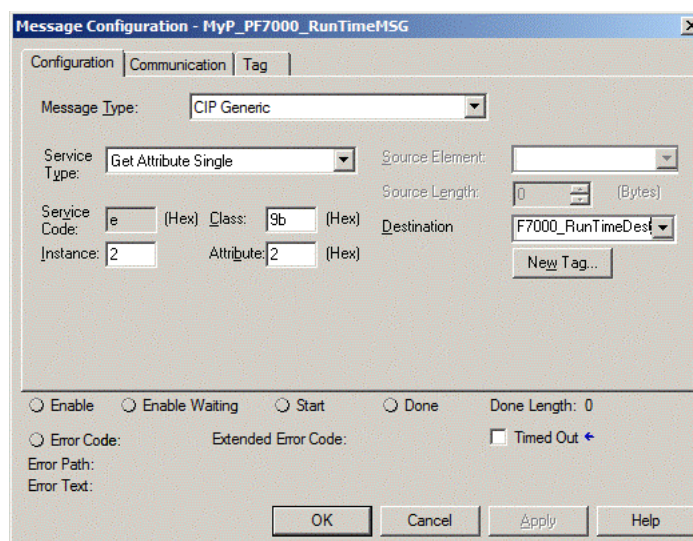 Message Configuration - MyP_PF7000_RunTimeMSG
Configuration Communication Tag
Message Type: CIP Generic
Service Type: Get Attribute Single
Source Element:
Source Length: 0 (Bytes)
Service Code: e (Hex) Class: 9b (Hex)
Destination F7000_RunTimeDest
Instance: 2 Attribute: 2 (Hex)
New Tag...
Enable Enable Waiting Start Done Done Length: 0
Error Code: Extended Error Code: Timed Out ←
Error Path:
Error Text:
OK Cancel Apply Help